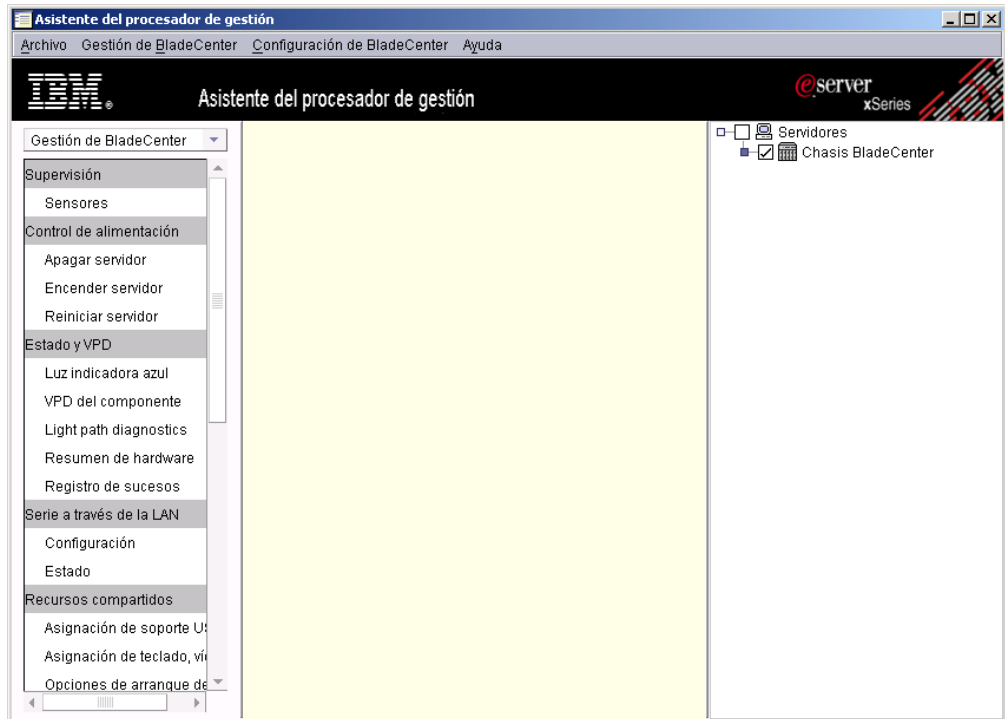 Asistente del procesador de gestión
Archivo Gestión de BladeCenter Configuración de BladeCenter Ayuda
IBM® Asistente del procesador de gestión
eserver
xSeries
Gestión de BladeCenter
Supervisión
Sensores
Control de alimentación
Apagar servidor
Encender servidor
Reiniciar servidor
Estado y VPD
Luz indicadora azul
VPD del componente
Light path diagnostics
Resumen de hardware
Registro de sucesos
Serie a través de la LAN
Configuración
Estado
Recursos compartidos
Asignación de soporte
Asignación de teclado,
Opciones de arranque de
Servidores
Chasis BladeCenter